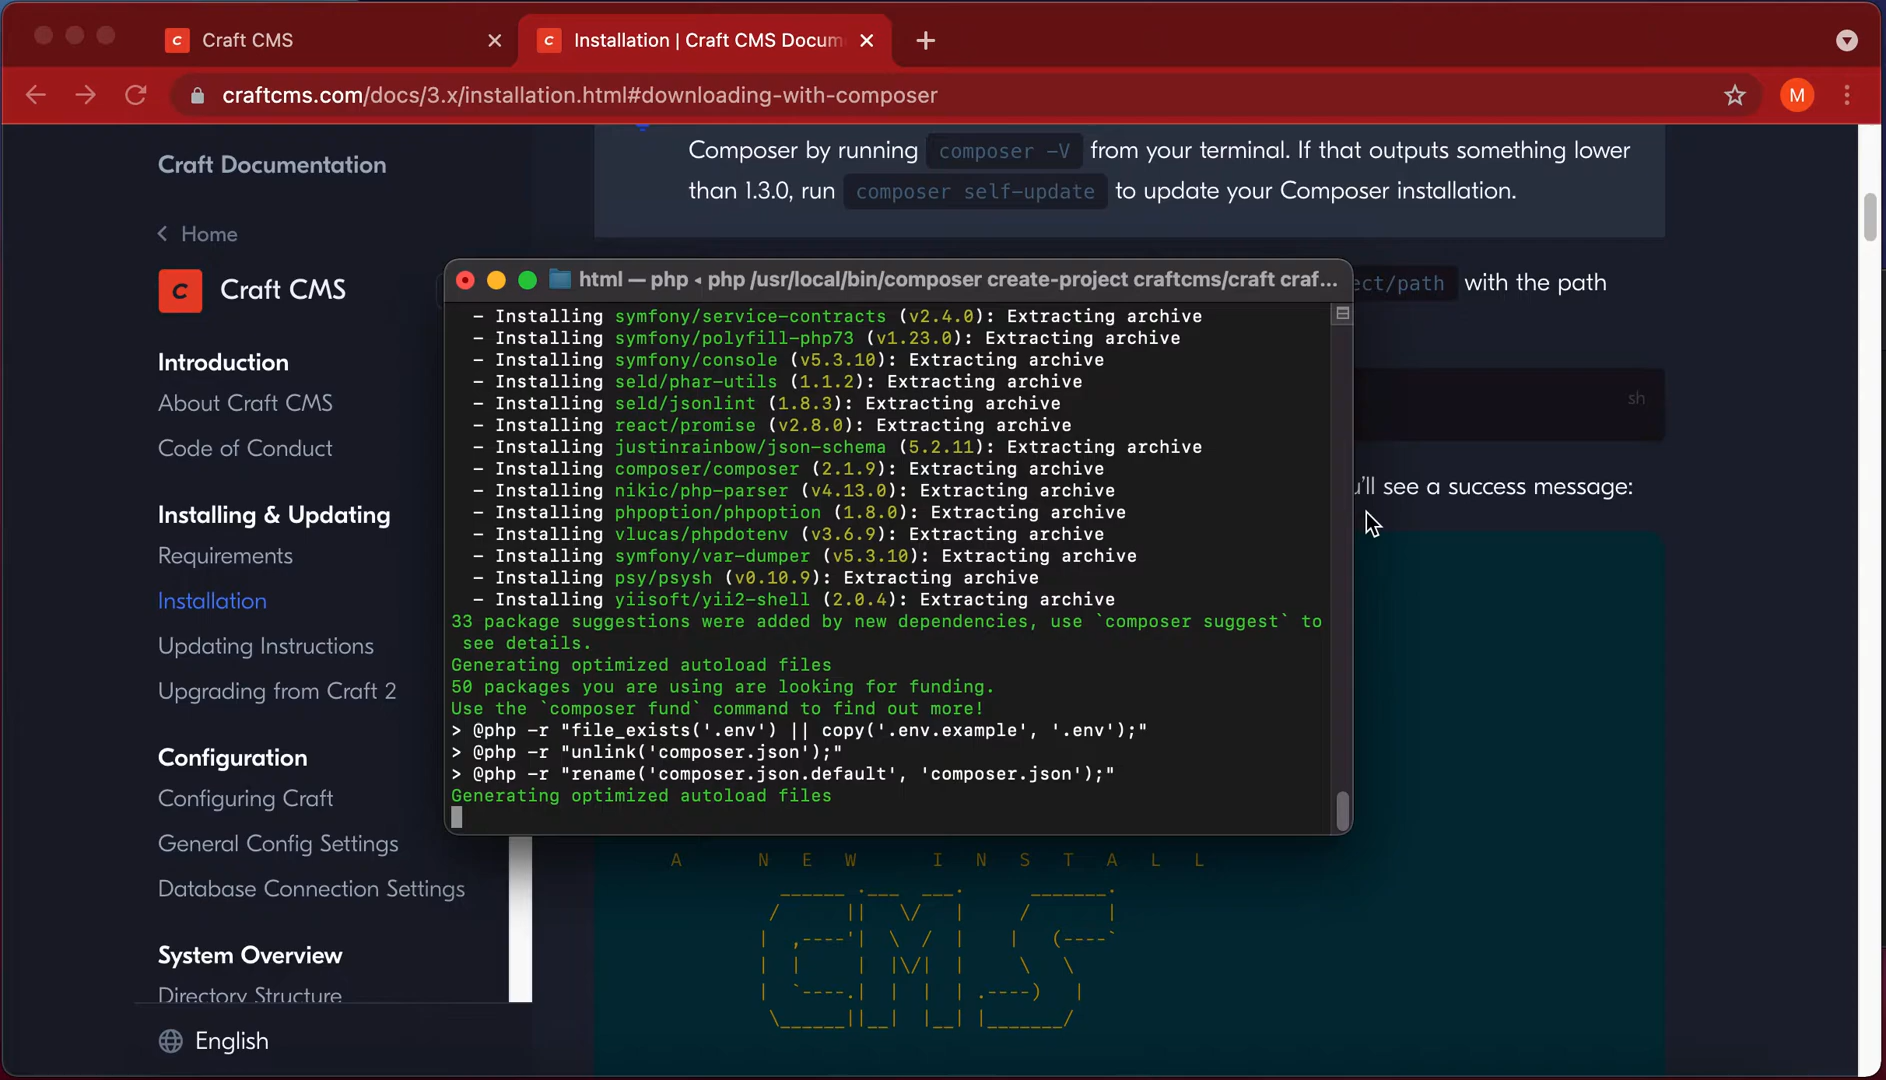 Craft CMS
Installation | Craft CMS Docum
craftcms.com/docs/3.x/installation.html#downloading-with-composer
M
Craft Documentation
Home
Craft CMS
Introduction
About Craft CMS
Code of Conduct
Installing & Updating
Requirements
Installation
Updating Instructions
Upgrading from Craft 2
Configuration
Configuring Craft
General Config Settings
Database Connection Settings
System Overview
Directory Structure
English
Composer by running composer -V from your terminal. If that outputs something lower
than 1.3.0, run composer self-update to update your Composer installation.
ect/path with the path
sh
'll see a success message:
html — php ◂ php /usr/local/bin/composer create-project craftcms/craft craf...
- Installing symfony/service-contracts (v2.4.0): Extracting archive
- Installing symfony/polyfill-php73 (v1.23.0): Extracting archive
- Installing symfony/console (v5.3.10): Extracting archive
- Installing seld/phar-utils (1.1.2): Extracting archive
- Installing seld/jsonlint (1.8.3): Extracting archive
- Installing react/promise (v2.8.0): Extracting archive
- Installing justinrainbow/json-schema (5.2.11): Extracting archive
- Installing composer/composer (2.1.9): Extracting archive
- Installing nikic/php-parser (v4.13.0): Extracting archive
- Installing phpoption/phpoption (1.8.0): Extracting archive
- Installing vlucas/phpdotenv (v3.6.9): Extracting archive
- Installing symfony/var-dumper (v5.3.10): Extracting archive
- Installing psy/psysh (v0.10.9): Extracting archive
- Installing yiisoft/yii2-shell (2.0.4): Extracting archive
33 package suggestions were added by new dependencies, use `composer suggest` to
see details.
Generating optimized autoload files
50 packages you are using are looking for funding.
Use the `composer fund` command to find out more!
> @php -r "file_exists('.env') || copy('.env.example', '.env');"
> @php -r "unlink('composer.json');"
> @php -r "rename('composer.json.default', 'composer.json');"
Generating optimized autoload files
A NEW INSTALL
CMS